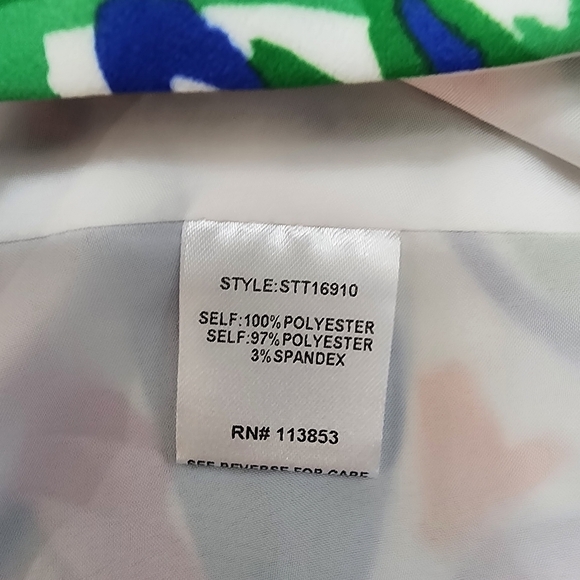 STYLE:STT16910
SELF:100%POLYESTER
SELF:97%POLYESTER
3%SPANDEX
RN# 113853
SEE REVERSE FOR CARE